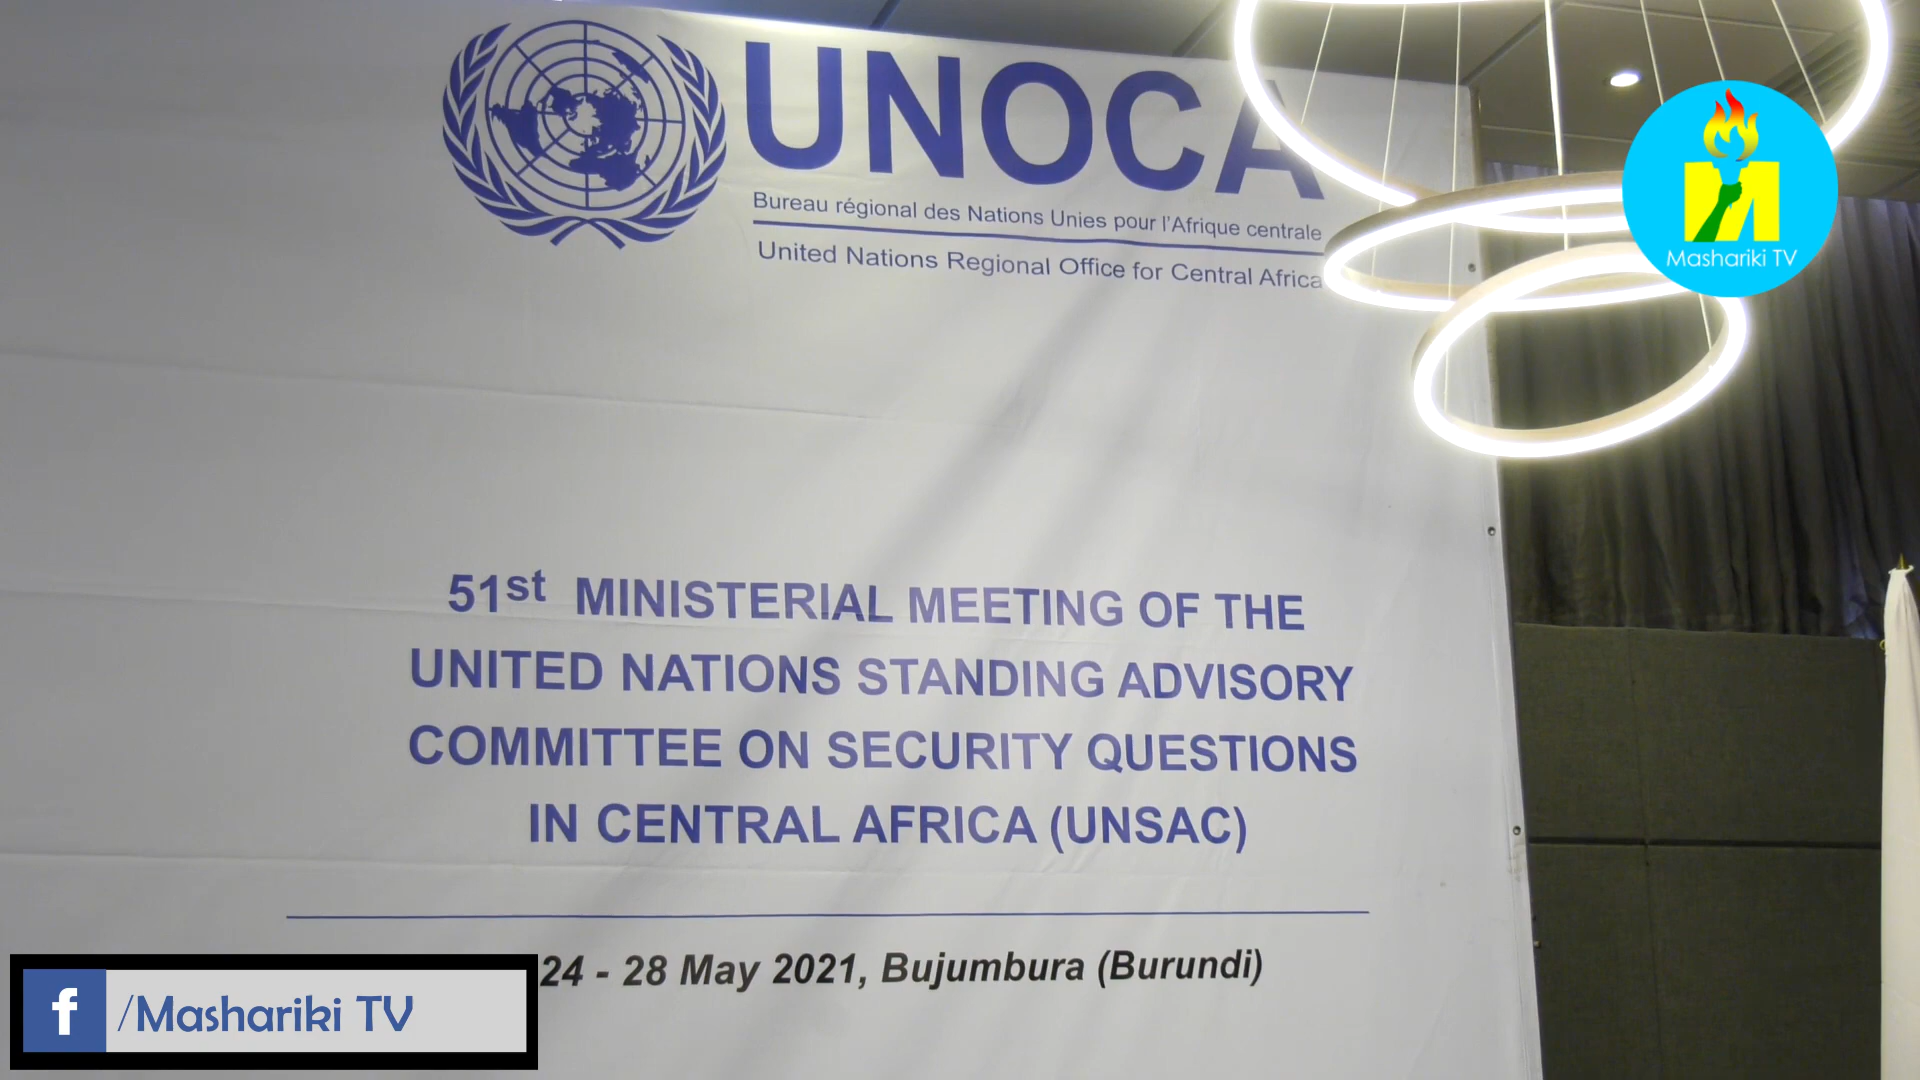 UNOCA
Bureau régional des Nations Unies pour l'Afrique centrale
United Nations Regional Office for Central Africa
Mashariki TV
51st MINISTERIAL MEETING OF THE
UNITED NATIONS STANDING ADVISORY
COMMITTEE ON SECURITY QUESTIONS
IN CENTRAL AFRICA (UNSAC)
24 - 28 May 2021, Bujumbura (Burundi)
f /Mashariki TV